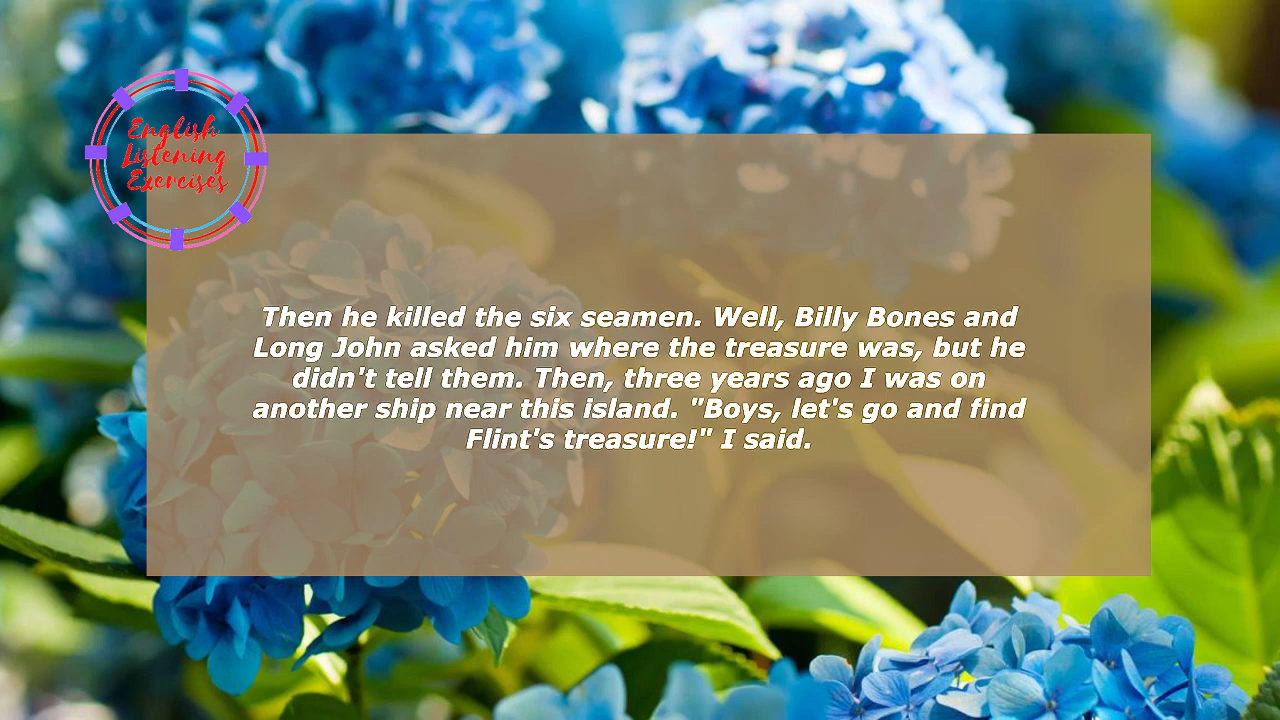 English
Listening
Exercises
Then he killed the six seamen. Well, Billy Bones and
Long John asked him where the treasure was, but he
didn't tell them. Then, three years ago I was on
another ship near this island. "Boys, let's go and find
Flint's treasure!" I said.